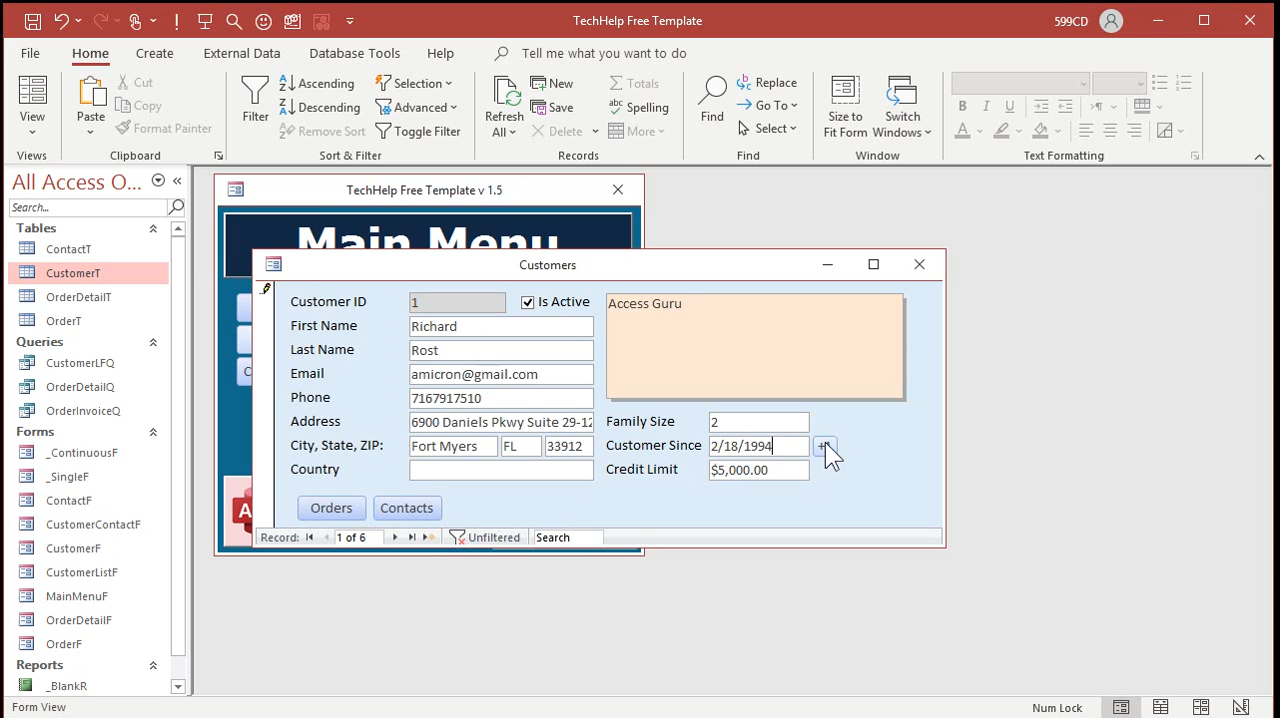 TechHelp Free Template
599CD
File
Home
Create
External Data
Database Tools
Help
Tell me what you want to do
View
Views
Paste
Cut
Copy
Format Painter
Clipboard
Filter
Ascending
Descending
Remove Sort
Selection
Advanced
Toggle Filter
Sort & Filter
Refresh
All
New
Save
Delete
Totals
Spelling
More
Records
Find
Replace
Go To
Select
Find
Size to
Fit Form
Switch
Windows
Window
B I U
A
Text Formatting
All Access O...
Search...
Tables
ContactT
CustomerT
OrderDetailT
OrderT
Queries
CustomerLFQ
OrderDetailQ
OrderInvoiceQ
Forms
_ContinuousF
_SingleF
ContactF
CustomerContactF
CustomerF
CustomerListF
MainMenuF
OrderDetailF
OrderF
Reports
_BlankR
TechHelp Free Template v 1.5
Main Menu
Customers
Customer ID 1 Is Active
First Name Richard
Last Name Rost
Email amicron@gmail.com
Phone 7167917510
Address 6900 Daniels Pkwy Suite 29-12
City, State, ZIP: Fort Myers FL 33912
Country
Access Guru
Family Size 2
Customer Since 2/18/1994
Credit Limit $5,000.00
Orders
Contacts
Record: 1 of 6 Unfiltered Search
Form View
Num Lock